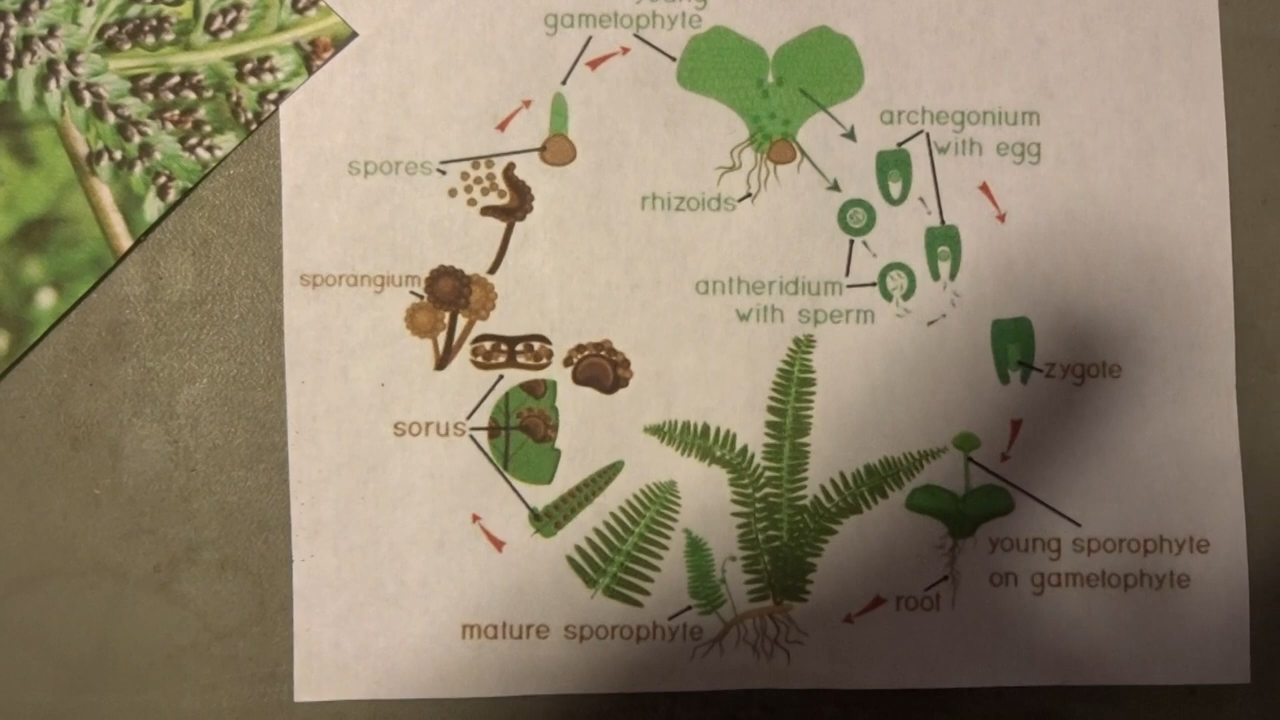 young
gametophyte
archegonium
with egg
spores
rhizoids
sporangium
antheridium
with sperm
zygote
sorus
young sporophyte
on gametophyte
root
mature sporophyte